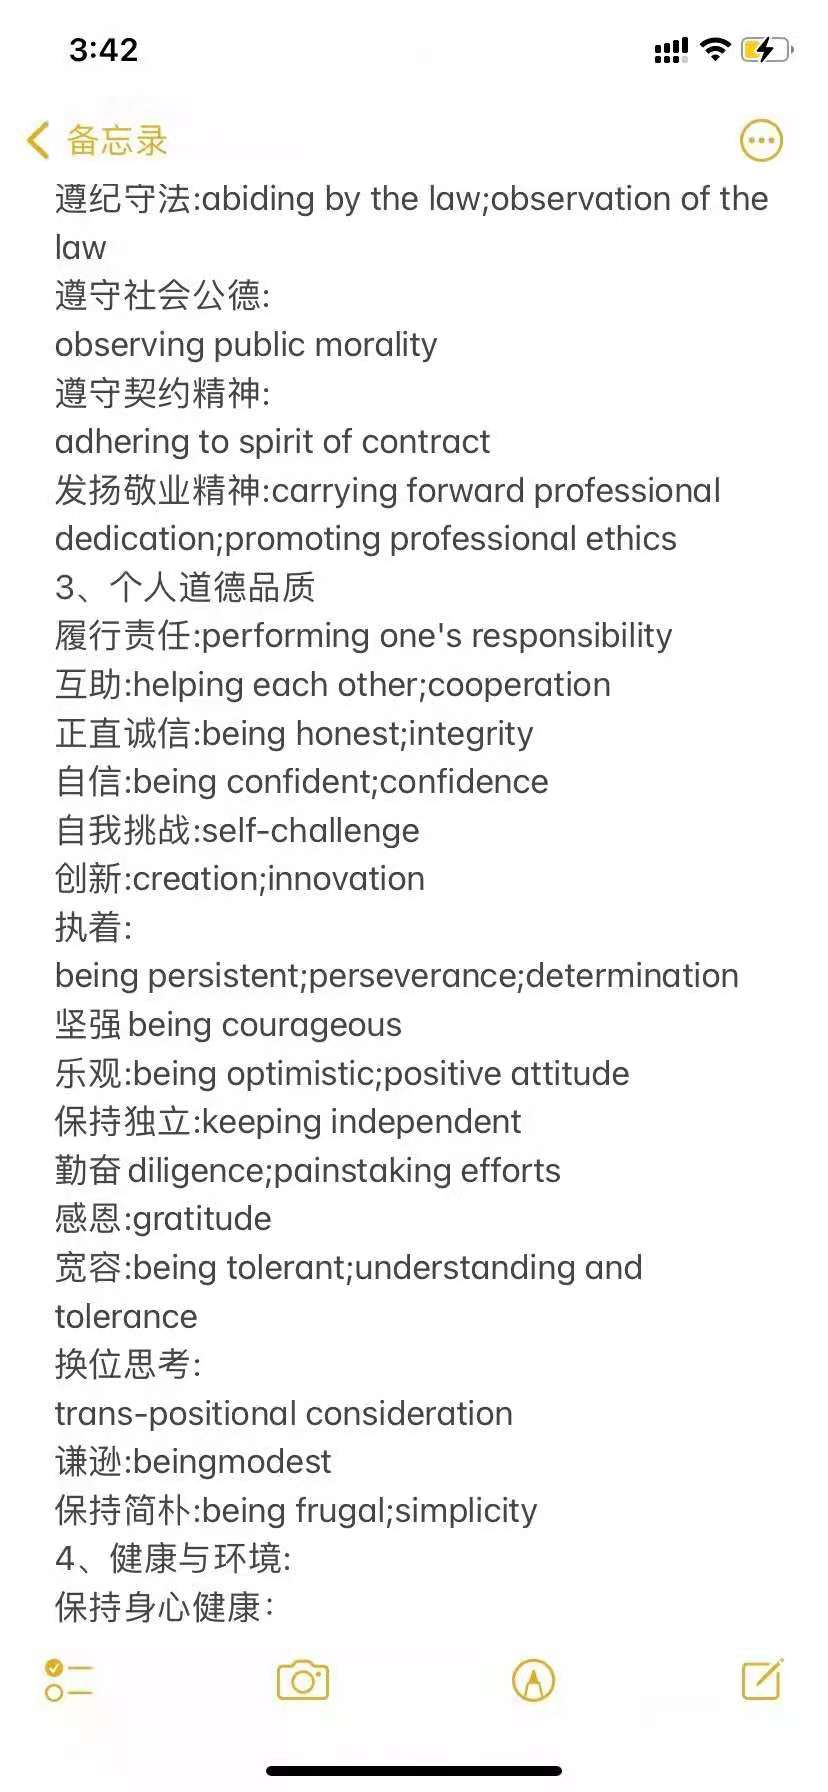 3:42
备忘录
遵纪守法:abiding by the law;observation of the
law
遵守社会公德:
observing public morality
遵守契约精神:
adhering to spirit of contract
发扬敬业精神:carrying forward professional
dedication;promoting professional ethics
3、个人道德品质
履行责任:performing one's responsibility
互助:helping each other;cooperation
正直诚信:being honest;integrity
自信:being confident;confidence
自我挑战:self-challenge
创新:creation;innovation
执着:
being persistent;perseverance;determination
坚强 being courageous
乐观:being optimistic;positive attitude
保持独立:keeping independent
勤奋 diligence;painstaking efforts
感恩:gratitude
宽容:being tolerant;understanding and
tolerance
换位思考:
trans-positional consideration
谦逊:beingmodest
保持简朴:being frugal;simplicity
4、健康与环境:
保持身心健康：